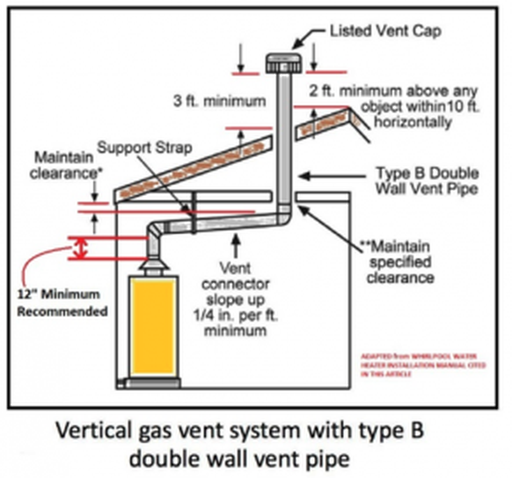 Listed Vent Cap
3 ft. minimum
2 ft. minimum above any
object within10 ft.
horizontally
Support Strap
Maintain
clearance*
Type B Double
Wall Vent Pipe
**Maintain
specified
clearance
Vent
connector
slope up
1/4 in. per ft.
minimum
12" Minimum
Recommended
ADAPTED from WHIRLPOOL WATER
HEATER INSTALLATION MANUAL CITED
IN THIS ARTICLE
Vertical gas vent system with type B
double wall vent pipe